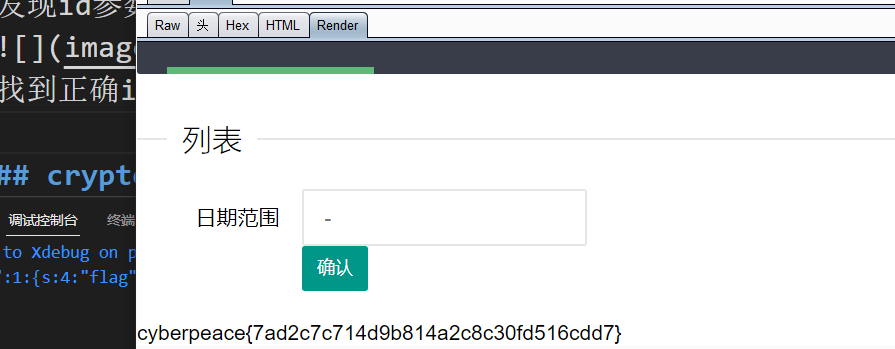 发现id参数
![](image
找到正确i
## crypto
调试控制台 终端
to Xdebug on p
":1:{s:4:"flag"
Raw 头 Hex HTML Render
列表
日期范围 -
确认
cyberpeace{7ad2c7c714d9b814a2c8c30fd516cdd7}